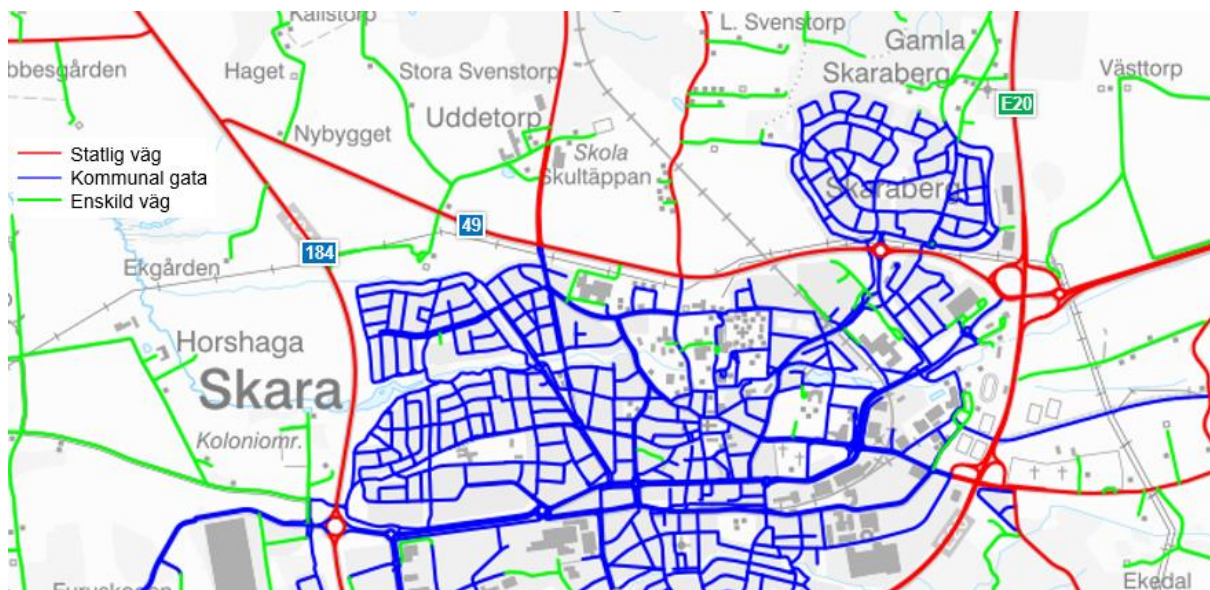 Källstorp
L. Svenstorp
Gamla
Skaraberg
bbesgården
Haget
Stora Svenstorp
Västtorp
E20
Uddetorp
Nybygget
Skola
Skultäppan
Statlig väg
Kommunal gata
Enskild väg
Skaraberg
49
184
Ekgården
Horshaga
Skara
Koloniomr.
Ekedal